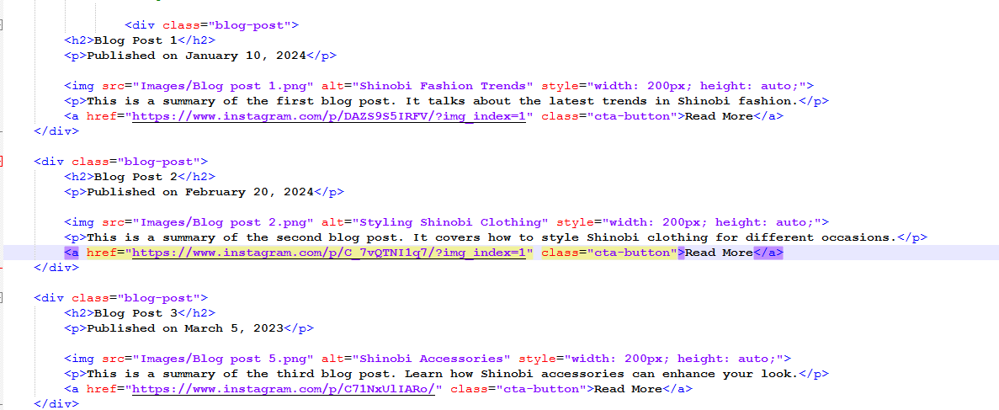 <div class="blog-post">
<h2>Blog Post 1</h2>
<p>Published on January 10, 2024</p>
<img src="Images/Blog post 1.png" alt="Shinobi Fashion Trends" style="width: 200px; height: auto;">
<p>This is a summary of the first blog post. It talks about the latest trends in Shinobi fashion.</p>
<a href="https://www.instagram.com/p/DAZS9S5IRFV/?img_index=1" class="cta-button">Read More</a>
</div>
<div class="blog-post">
<h2>Blog Post 2</h2>
<p>Published on February 20, 2024</p>
<img src="Images/Blog post 2.png" alt="Styling Shinobi Clothing" style="width: 200px; height: auto;">
<p>This is a summary of the second blog post. It covers how to style Shinobi clothing for different occasions.</p>
<a href="https://www.instagram.com/p/C_7vQTNI1q7/?img_index=1" class="cta-button">Read More</a>
</div>
<div class="blog-post">
<h2>Blog Post 3</h2>
<p>Published on March 5, 2023</p>
<img src="Images/Blog post 5.png" alt="Shinobi Accessories" style="width: 200px; height: auto;">
<p>This is a summary of the third blog post. Learn how Shinobi accessories can enhance your look.</p>
<a href="https://www.instagram.com/p/C71NxUlIARo/" class="cta-button">Read More</a>
</div>